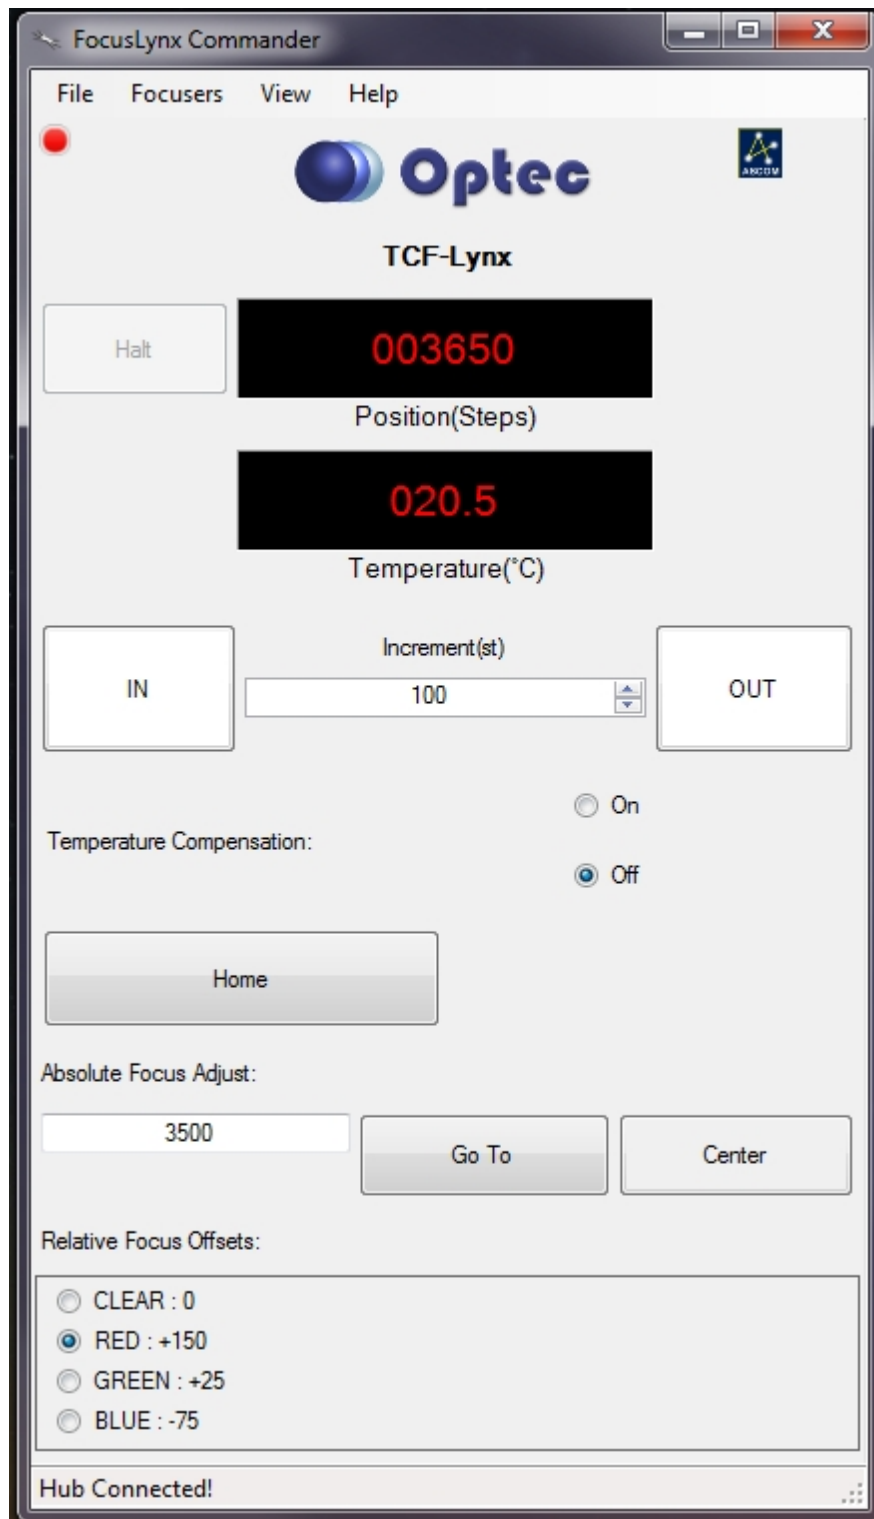 FocusLynx Commander
File Focusers View Help
Optec
ASCOM
TCF-Lynx
Halt
003650
Position(Steps)
020.5
Temperature(°C)
IN
Increment(st)
100
OUT
On
Temperature Compensation:
Off
Home
Absolute Focus Adjust:
3500
Go To
Center
Relative Focus Offsets:
CLEAR : 0
RED : +150
GREEN : +25
BLUE : -75
Hub Connected!